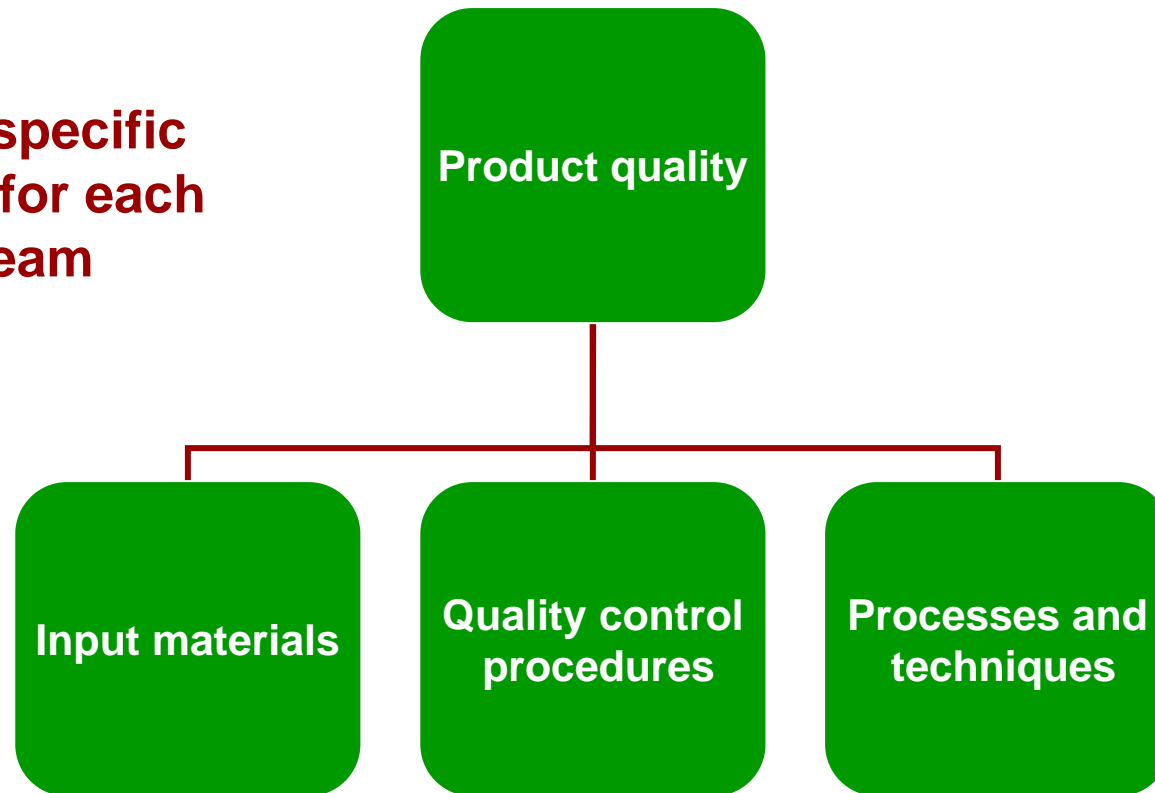 specific
for each
eam
Product quality
Input materials
Quality control
procedures
Processes and
techniques